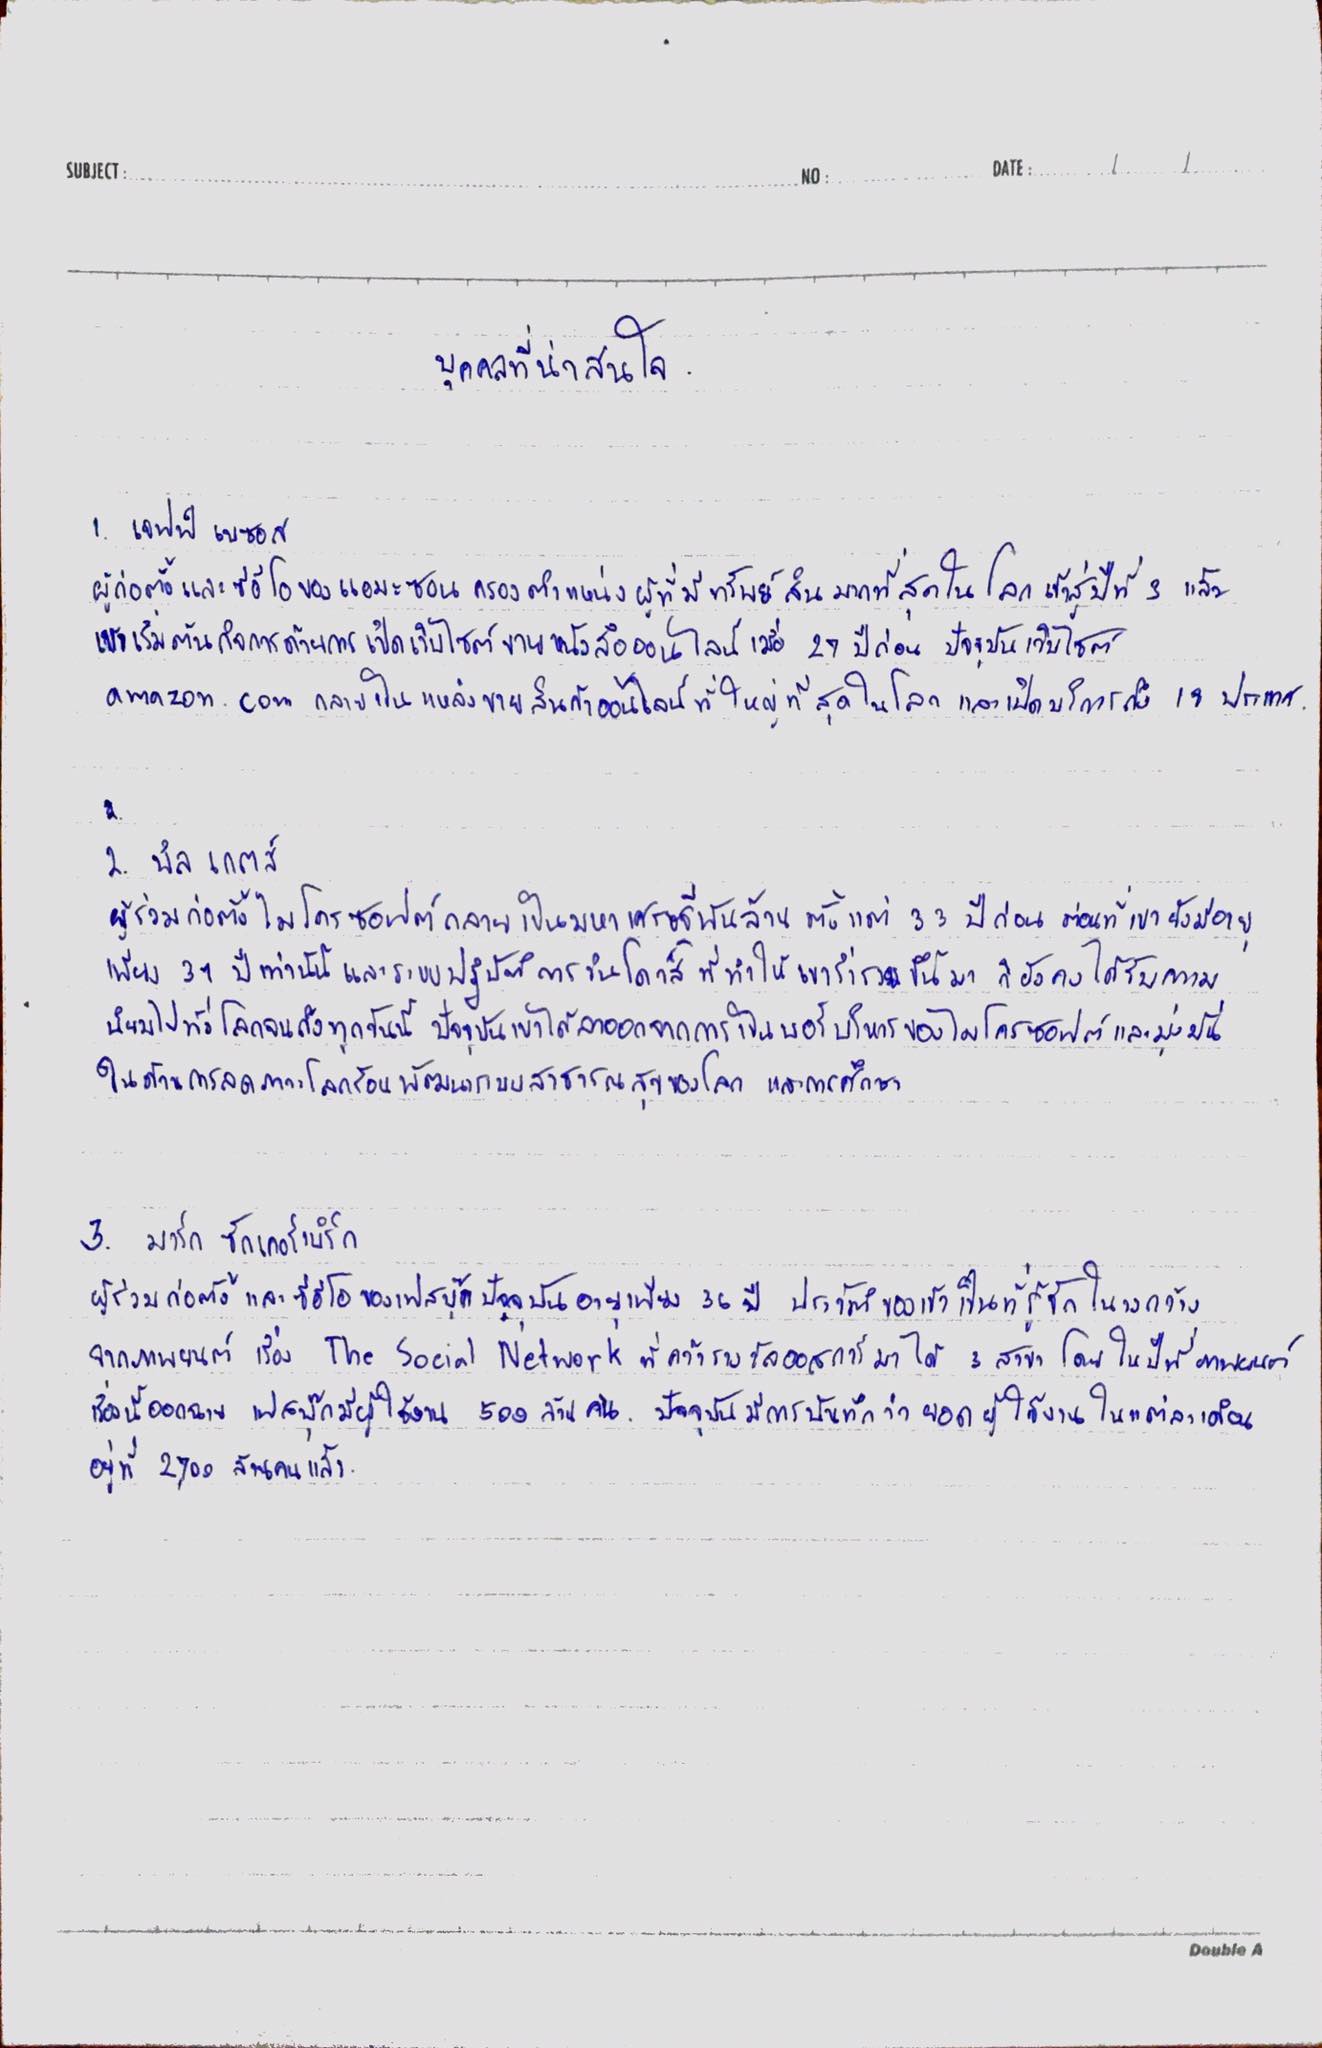 SUBJECT :
NO :
DATE : / /
บุคคลที่น่าสนใจ.
1. เจฟฟ์ เบซอส
ผู้ก่อตั้ง และซีอีโอของแอมะซอน ครองตำแหน่ง ผู้ที่มีทรัพย์สินมากที่สุดในโลก เข้าสู่ปีที่ 3 แล้ว
เขาเริ่มต้นกิจการด้วยการเปิดเว็บไซต์ขายหนังสือออนไลน์เมื่อ 27 ปีก่อน ปัจจุบันเว็บไซต์
amazon. com กลายเป็นแหล่งขายสินค้าออนไลน์ที่ใหญ่ที่สุดในโลก และเปิดบริการถึง ประเทศ.
2.
2. บิล เกตส์
ผู้ร่วมก่อตั้งไมโครซอฟต์กลายเป็นมหาเศรษฐีพันล้าน ตั้งแต่ 33 ปีก่อน ตอนที่เขายังมีอายุ
เพียง 31 ปีเท่านั้น และระบบปฏิบัติการวินโดวส์ ที่ทำให้เขาร่ำรวยขึ้นมา ก็ยังคงได้รับความ
นิยมไปทั่วโลกจนถึงทุกวันนี้ ปัจจุบันเขาได้ลาออกจากการเป็นบอร์บริหารของไมโครซอฟต์และมุ่งมั่น
ในด้านการลดภาวะโลกร้อนพัฒนาระบบสาธารณสุขของโลก และการศึกษา
3. มาร์ก ซักเคอร์เบิร์ก
ผู้ร่วมก่อตั้ง และซีอีโอของเฟสบุ๊คปัจจุบันอายุเพียง 36 ปี ประวัติของเขาเป็นที่รู้จักในวงกว้าง
จากภาพยนต์ เรื่อง The Social Network ที่คว้ารางวัลออสการ์มาได้ 3 สาขา โดยในปีที่ภาพยนต์
เรื่องนี้ออกฉาย เฟสบุ๊กมีผู้ใช้งาน 500 ล้านคน. ปัจจุบันมีการบันทึกว่ายอดผู้ใช้งานในแต่ละเดือน
อยู่ที่ 2700 ล้านคนแล้ว.
Double A